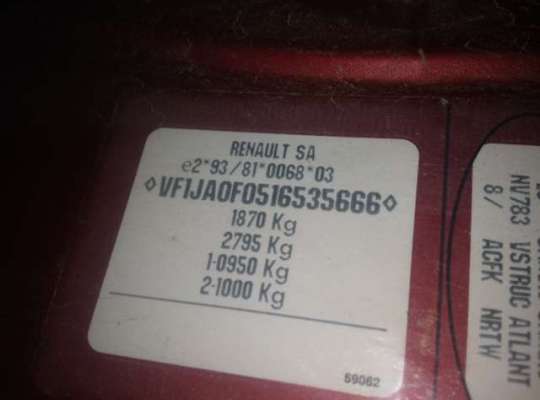 RENAULT SA
e2*93/81*0068*03
◊VF1JA0F0516535666◊
1870 Kg
2795 Kg
1-0950 Kg
2-1000 Kg
59062
NV783 VSTRUC ATLANT
8/ ACFK NRTW